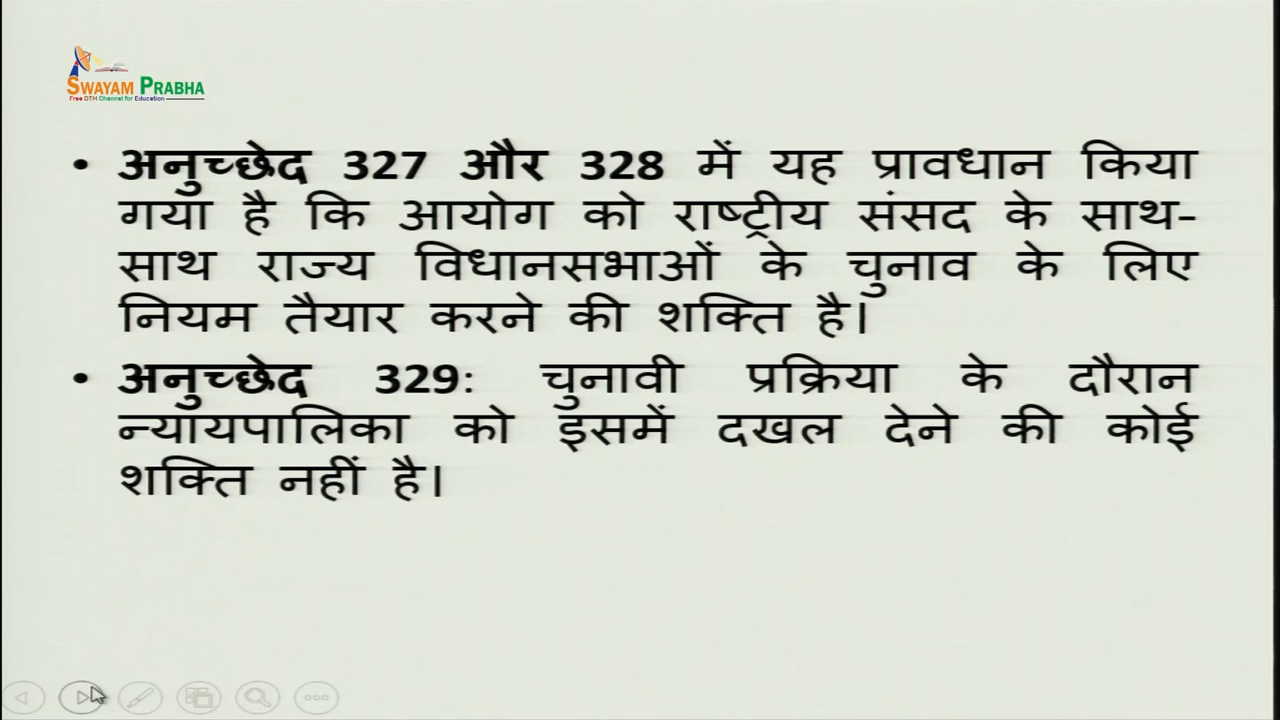 SWAYAM PRABHA
Free DTH Channel for Education
• अनुच्छेद 327 और 328 में यह प्रावधान किया
गया है कि आयोग को राष्ट्रीय संसद के साथ-
साथ राज्य विधानसभाओं के चुनाव के लिए
नियम तैयार करने की शक्ति है।
• अनुच्छेद 329: चुनावी प्रक्रिया के दौरान
न्यायपालिका को इसमें दखल देने की कोई
शक्ति नहीं है।